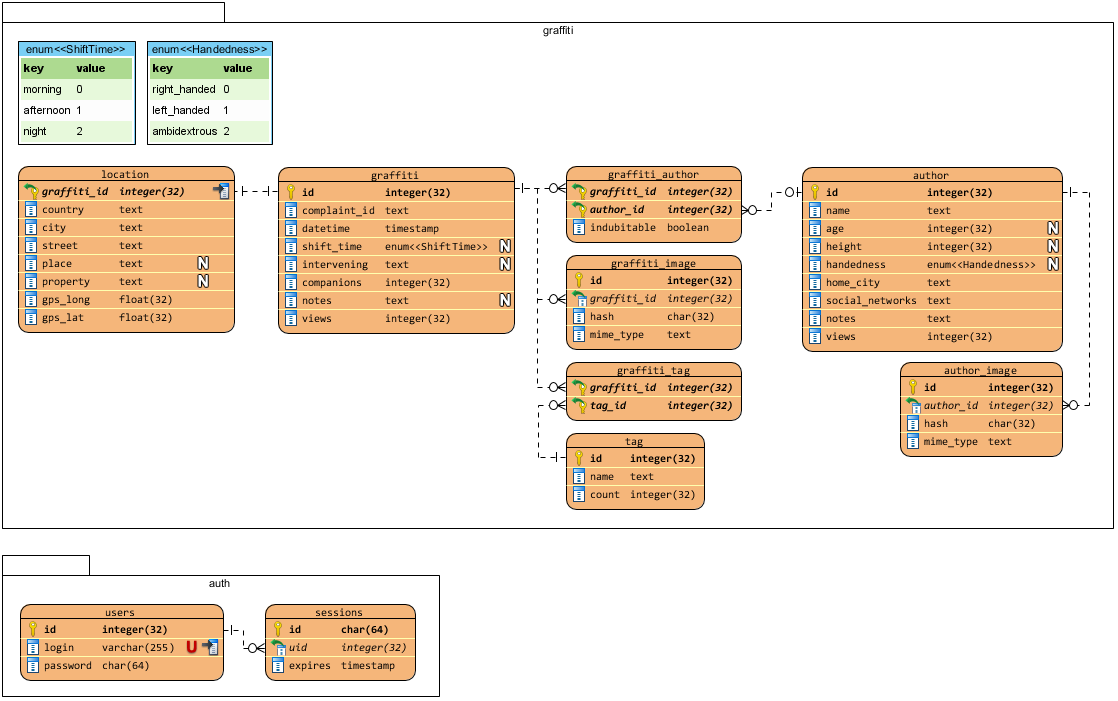 graffiti
enum<<ShiftTime>>
key value
morning 0
afternoon 1
night 2
enum<<Handedness>>
key value
right_handed 0
left_handed 1
ambidextrous 2
location
graffiti_id integer(32)
country text
city text
street text
place text N
property text N
gps_long float(32)
gps_lat float(32)
graffiti
id integer(32)
complaint_id text
datetime timestamp
shift_time enum<<ShiftTime>> N
intervening text N
companions integer(32)
notes text N
views integer(32)
graffiti_author
graffiti_id integer(32)
author_id integer(32)
indubitable boolean
graffiti_image
id integer(32)
graffiti_id integer(32)
hash char(32)
mime_type text
graffiti_tag
graffiti_id integer(32)
tag_id integer(32)
tag
id integer(32)
name text
count integer(32)
author
id integer(32)
name text
age integer(32) N
height integer(32) N
handedness enum<<Handedness>> N
home_city text
social_networks text
notes text
views integer(32)
author_image
id integer(32)
author_id integer(32)
hash char(32)
mime_type text
auth
users
id integer(32)
login varchar(255) U
password char(64)
sessions
id char(64)
uid integer(32)
expires timestamp